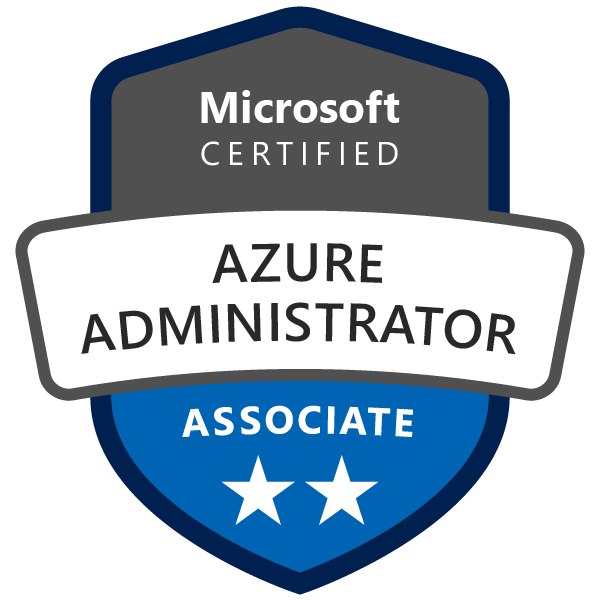 Microsoft
CERTIFIED
AZURE
ADMINISTRATOR
ASSOCIATE